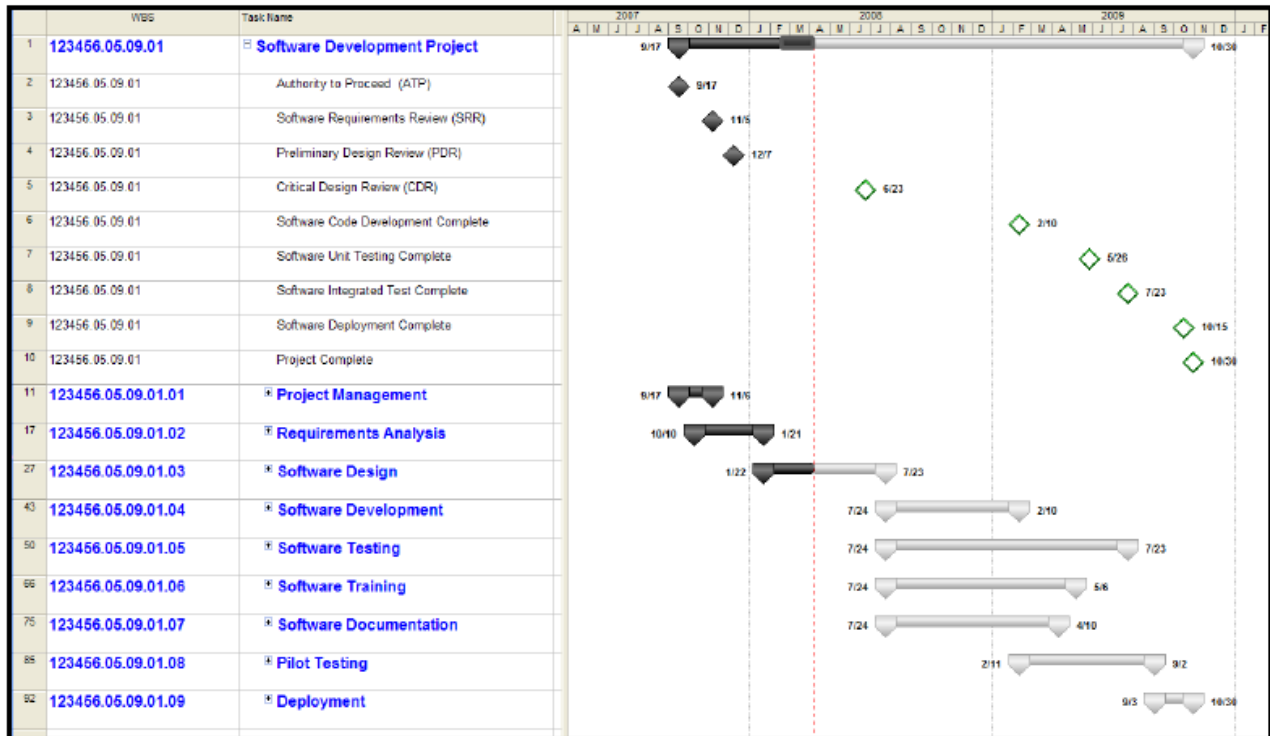 WBS Task Name 2007 2008 2009
A M J J A S O N D J F M A M J J A S O N D J F M A M J J A S O N D J F
1 123456.05.09.01 Software Development Project 9/17 10/30
2 123456.05.09.01 Authority to Proceed (ATP) 9/17
3 123456.05.09.01 Software Requirements Review (SRR) 11/5
4 123456.05.09.01 Preliminary Design Review (PDR) 12/7
5 123456.05.09.01 Critical Design Review (CDR) 6/23
6 123456.05.09.01 Software Code Development Complete 2/10
7 123456.05.09.01 Software Unit Testing Complete 5/26
8 123456.05.09.01 Software Integrated Test Complete 7/23
9 123456.05.09.01 Software Deployment Complete 10/15
10 123456.05.09.01 Project Complete 10/30
11 123456.05.09.01.01 Project Management 9/17 11/6
17 123456.05.09.01.02 Requirements Analysis 10/10 1/21
27 123456.05.09.01.03 Software Design 1/22 7/23
43 123456.05.09.01.04 Software Development 7/24 2/10
50 123456.05.09.01.05 Software Testing 7/24 7/23
66 123456.05.09.01.06 Software Training 7/24 5/6
75 123456.05.09.01.07 Software Documentation 7/24 4/10
85 123456.05.09.01.08 Pilot Testing 2/11 9/2
92 123456.05.09.01.09 Deployment 9/3 10/30